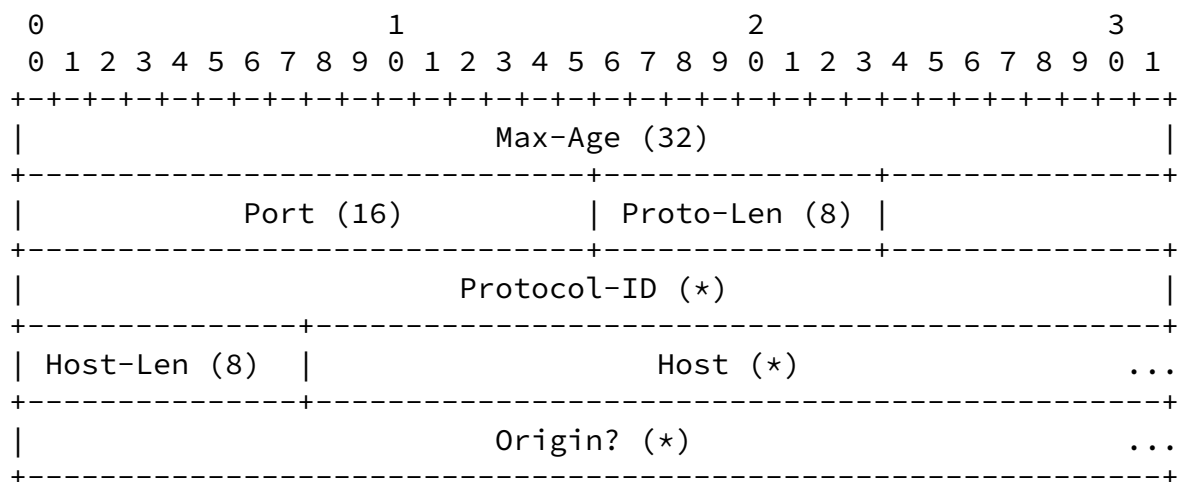 0                   1                   2                   3
 0 1 2 3 4 5 6 7 8 9 0 1 2 3 4 5 6 7 8 9 0 1 2 3 4 5 6 7 8 9 0 1
+-+-+-+-+-+-+-+-+-+-+-+-+-+-+-+-+-+-+-+-+-+-+-+-+-+-+-+-+-+-+-+-+
|                          Max-Age (32)                         |
+-------------------------------+---------------+---------------+
|            Port (16)          | Proto-Len (8) |
+-------------------------------+---------------+---------------+
|                        Protocol-ID (*)                        |
+---------------+-----------------------------------------------+
| Host-Len (8)  |                   Host (*)                  ...
+---------------+-----------------------------------------------+
|                          Origin? (*)                        ...
+---------------------------------------------------------------+